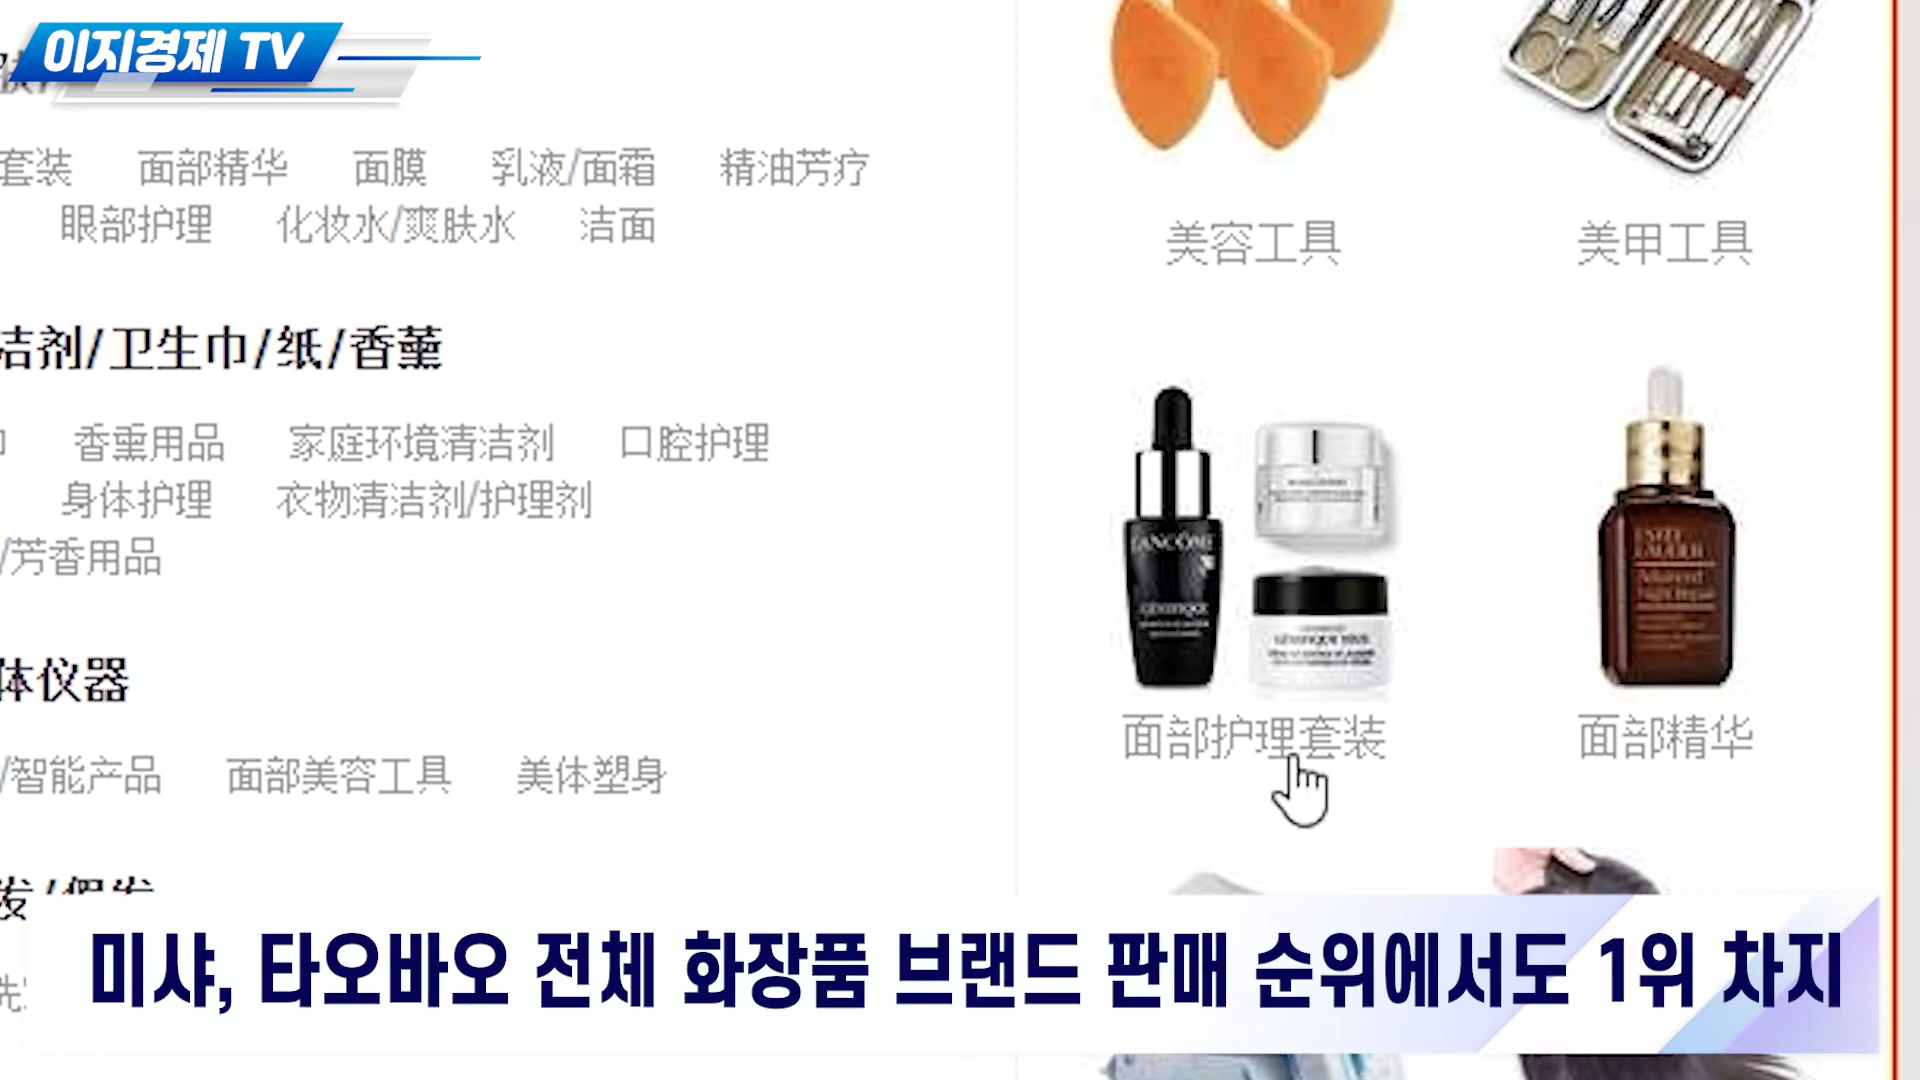 이지경제 TV
套装 面部精华 面膜 乳液/面霜 精油芳疗
眼部护理 化妆水/爽肤水 洁面
洁剂/卫生巾/纸/香薰
香熏用品 家庭环境清洁剂 口腔护理
身体护理 衣物清洁剂/护理剂
/芳香用品
体仪器
/智能产品 面部美容工具 美体塑身
美容工具 美甲工具
LANCÔME
GÉNIFIQUE
ESTEE
LAUDER
Advanced
Night Repair
面部护理套装 面部精华
미샤, 타오바오 전체 화장품 브랜드 판매 순위에서도 1위 차지